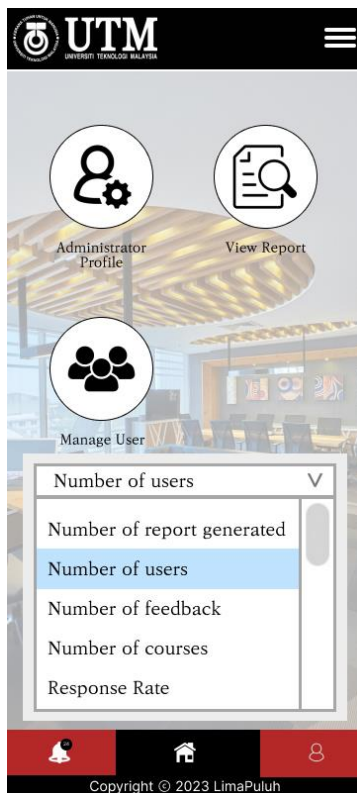 UTM
UNIVERSITI TEKNOLOGI MALAYSIA
Administrator
Profile
View Report
Manage User
Number of users
Number of report generated
Number of users
Number of feedback
Number of courses
Response Rate
Copyright © 2023 LimaPuluh